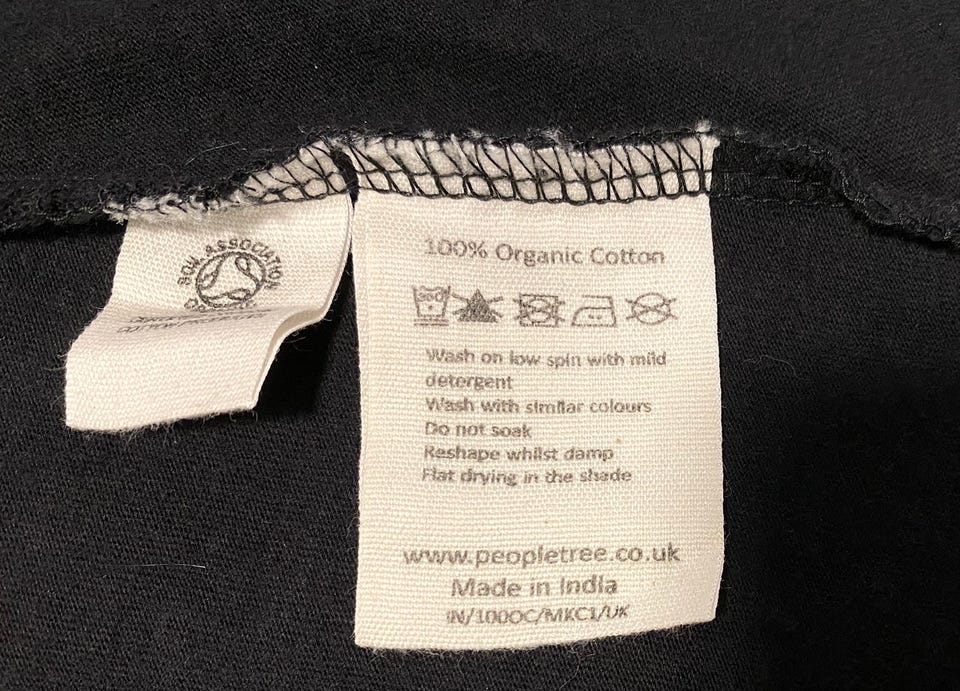 SOIL ASSOCIATION
100% Organic Cotton
Wash on low spin with mild
detergent
Wash with similar colours
Do not soak
Reshape whilst damp
Flat drying in the shade
www.peopletree.co.uk
Made in India
IN/100OC/MKC1/UK